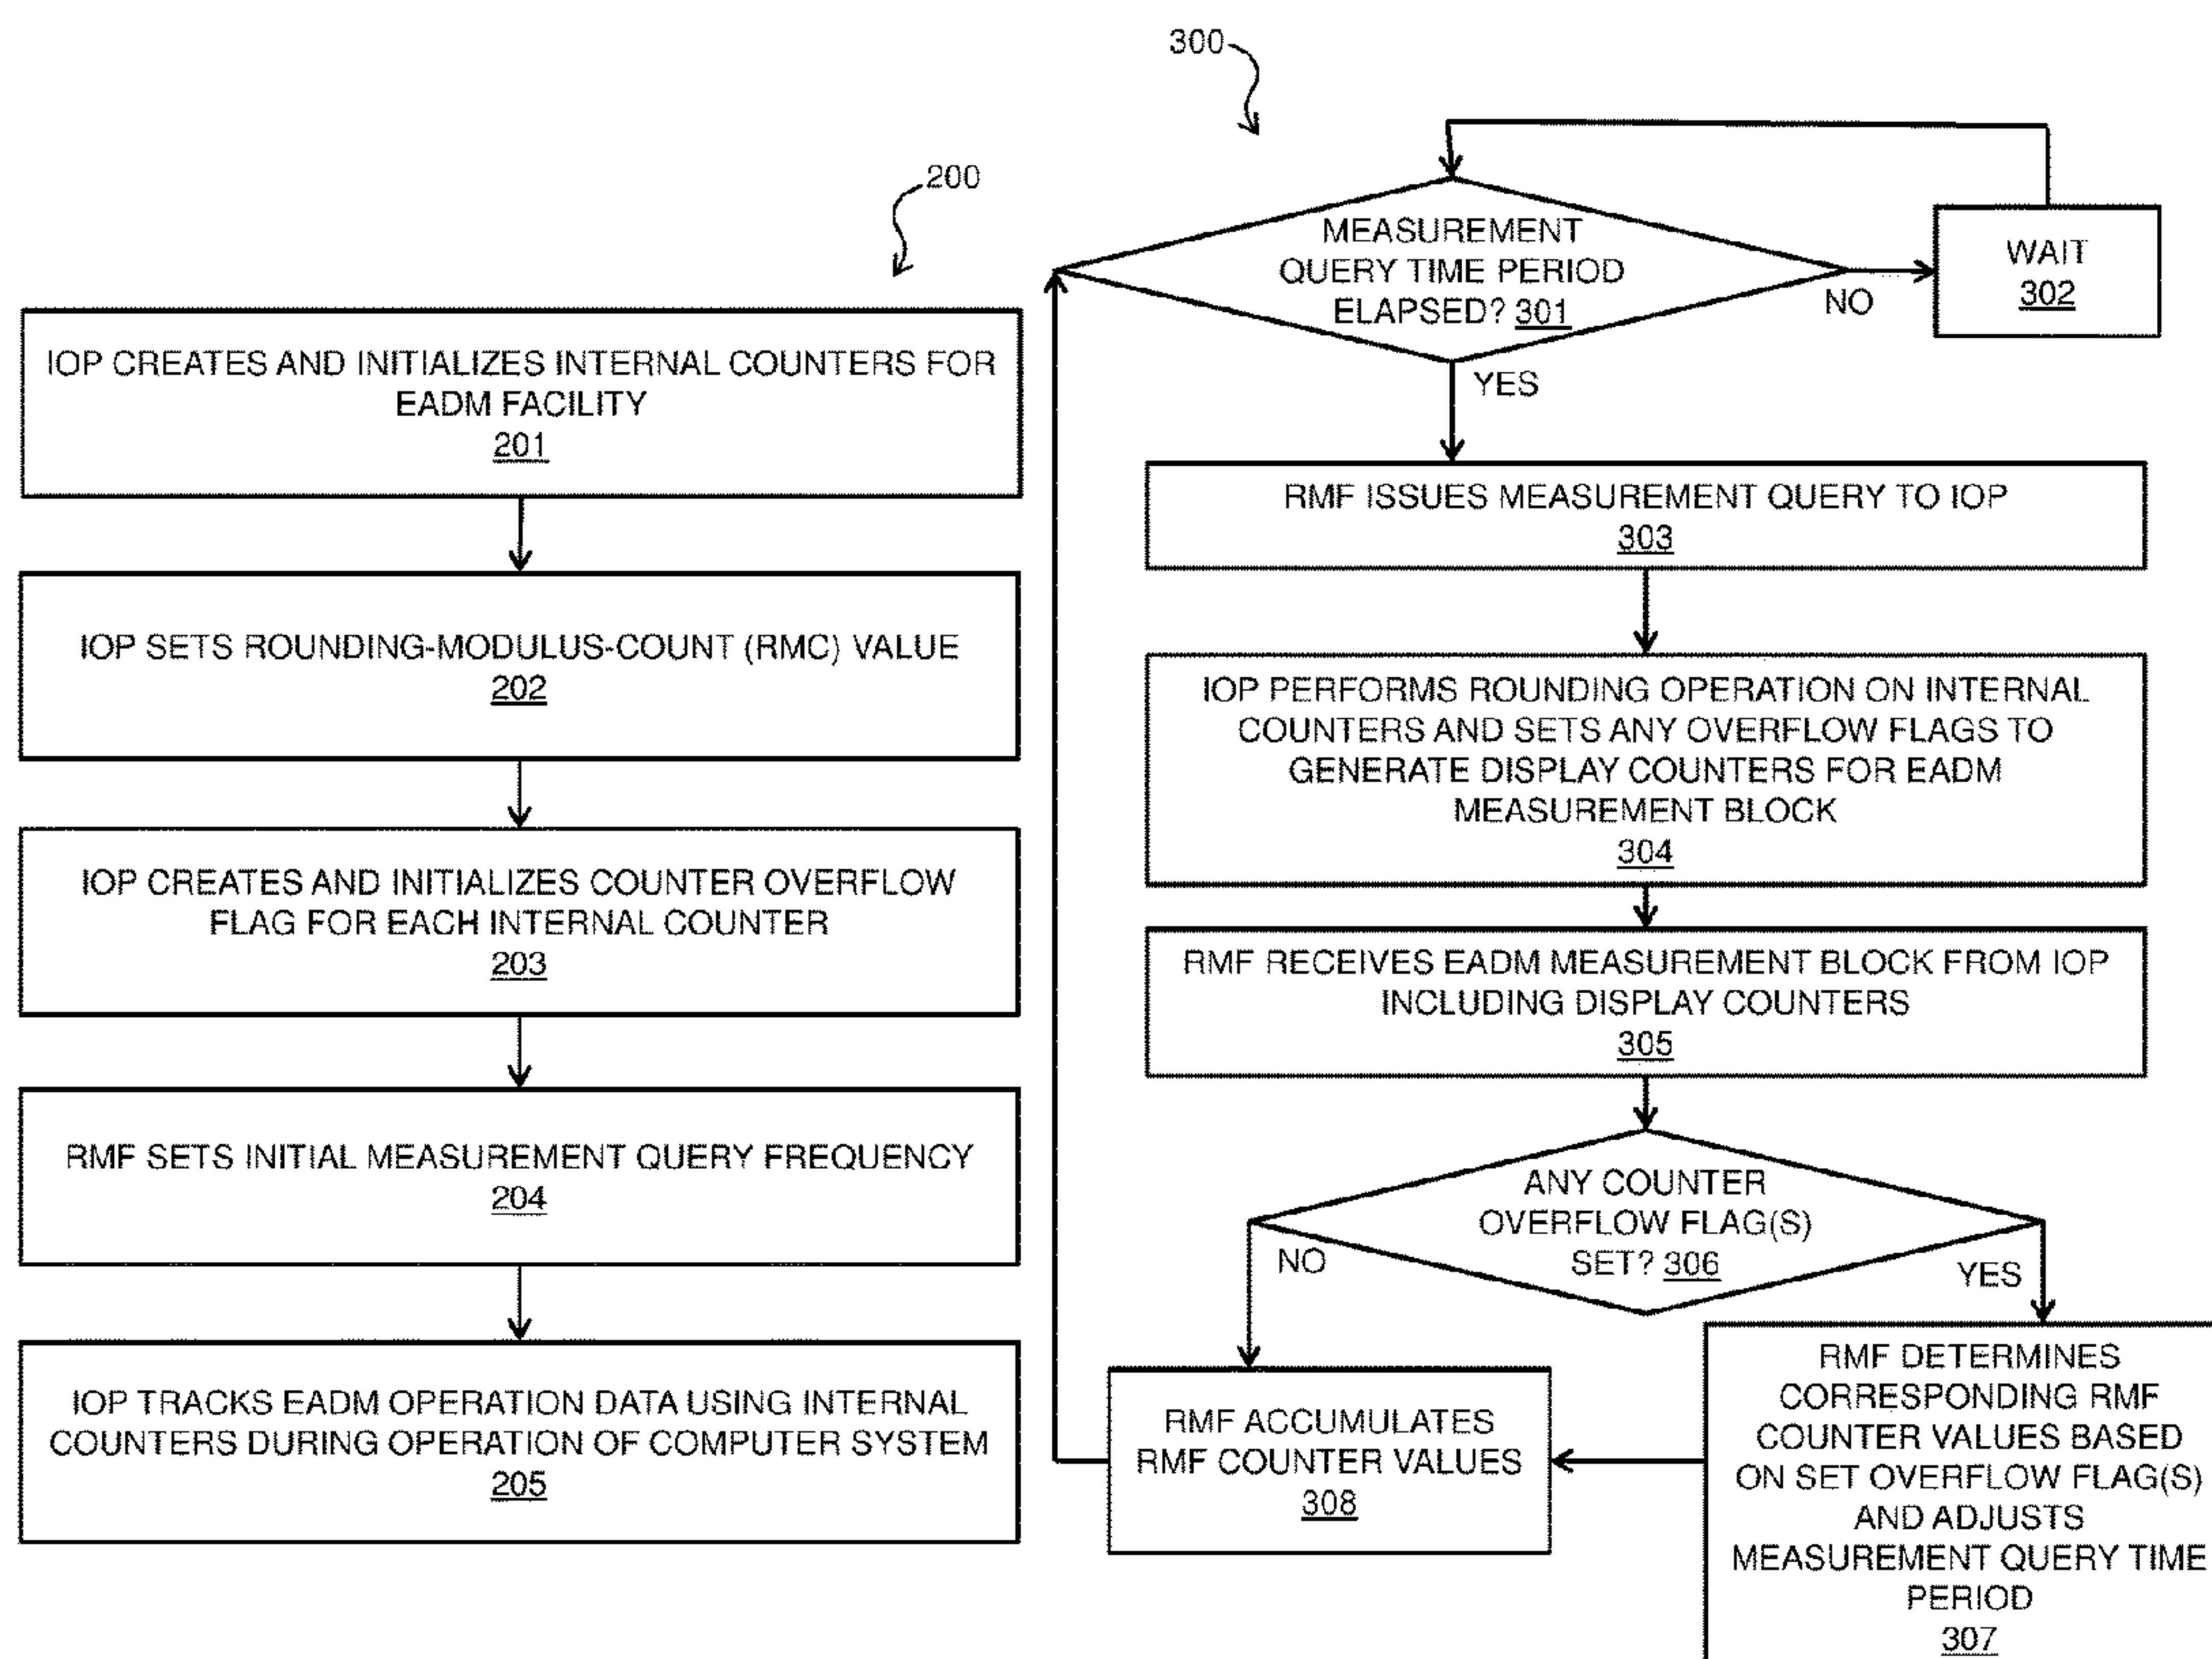 200
IOP CREATES AND INITIALIZES INTERNAL COUNTERS FOR
EADM FACILITY
201
IOP SETS ROUNDING-MODULUS-COUNT (RMC) VALUE
202
IOP CREATES AND INITIALIZES COUNTER OVERFLOW
FLAG FOR EACH INTERNAL COUNTER
203
RMF SETS INITIAL MEASUREMENT QUERY FREQUENCY
204
IOP TRACKS EADM OPERATION DATA USING INTERNAL
COUNTERS DURING OPERATION OF COMPUTER SYSTEM
205
300
MEASUREMENT
QUERY TIME PERIOD
ELAPSED? 301
NO
WAIT
302
YES
RMF ISSUES MEASUREMENT QUERY TO IOP
303
IOP PERFORMS ROUNDING OPERATION ON INTERNAL
COUNTERS AND SETS ANY OVERFLOW FLAGS TO
GENERATE DISPLAY COUNTERS FOR EADM
MEASUREMENT BLOCK
304
RMF RECEIVES EADM MEASUREMENT BLOCK FROM IOP
INCLUDING DISPLAY COUNTERS
305
ANY COUNTER
OVERFLOW FLAG(S)
SET? 306
NO
YES
RMF DETERMINES
CORRESPONDING RMF
COUNTER VALUES BASED
ON SET OVERFLOW FLAG(S)
AND ADJUSTS
MEASUREMENT QUERY TIME
PERIOD
307
RMF ACCUMULATES
RMF COUNTER VALUES
308